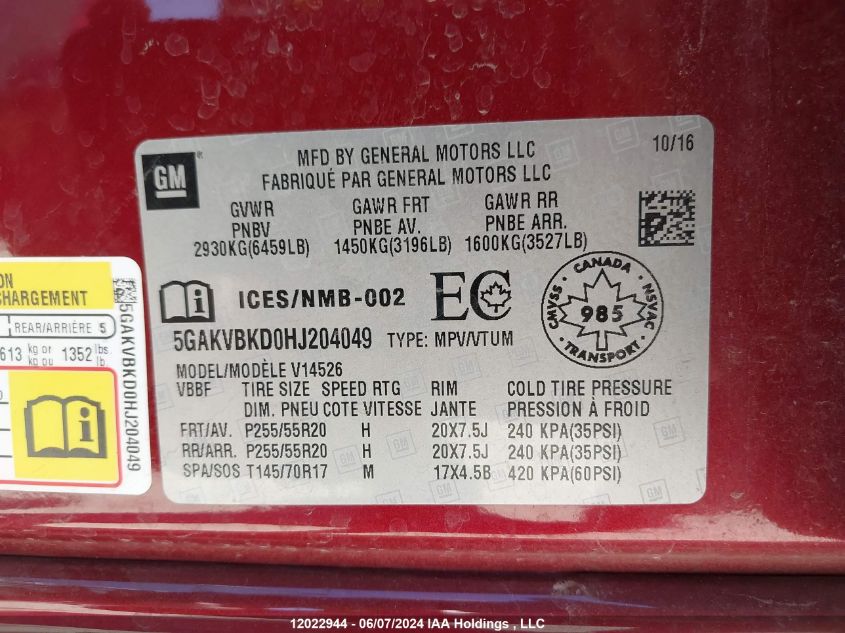 GM
MFD BY GENERAL MOTORS LLC
FABRIQUÉ PAR GENERAL MOTORS LLC
10/16
GVWR GAWR FRT GAWR RR
PNBV PNBE AV. PNBE ARR.
2930KG(6459LB) 1450KG(3196LB) 1600KG(3527LB)
ICES/NMB-002 EC
CANADA
CMVSS NSVAC
985
TRANSPORT
5GAKVBKD0HJ204049 TYPE: MPV/VTUM
MODEL/MODÈLE V14526
VBBF TIRE SIZE SPEED RTG RIM COLD TIRE PRESSURE
DIM. PNEU COTE VITESSE JANTE PRESSION À FROID
FRT/AV. P255/55R20 H 20X7.5J 240 KPA(35PSI)
RR/ARR. P255/55R20 H 20X7.5J 240 KPA(35PSI)
SPA/SOS T145/70R17 M 17X4.5B 420 KPA(60PSI)
ON
CHARGEMENT
REAR/ARRIÈRE 5
613 kg or kg ou 1352 lbs lb.
5GAKVBKD0HJ204049
12022944 - 06/07/2024 IAA Holdings , LLC